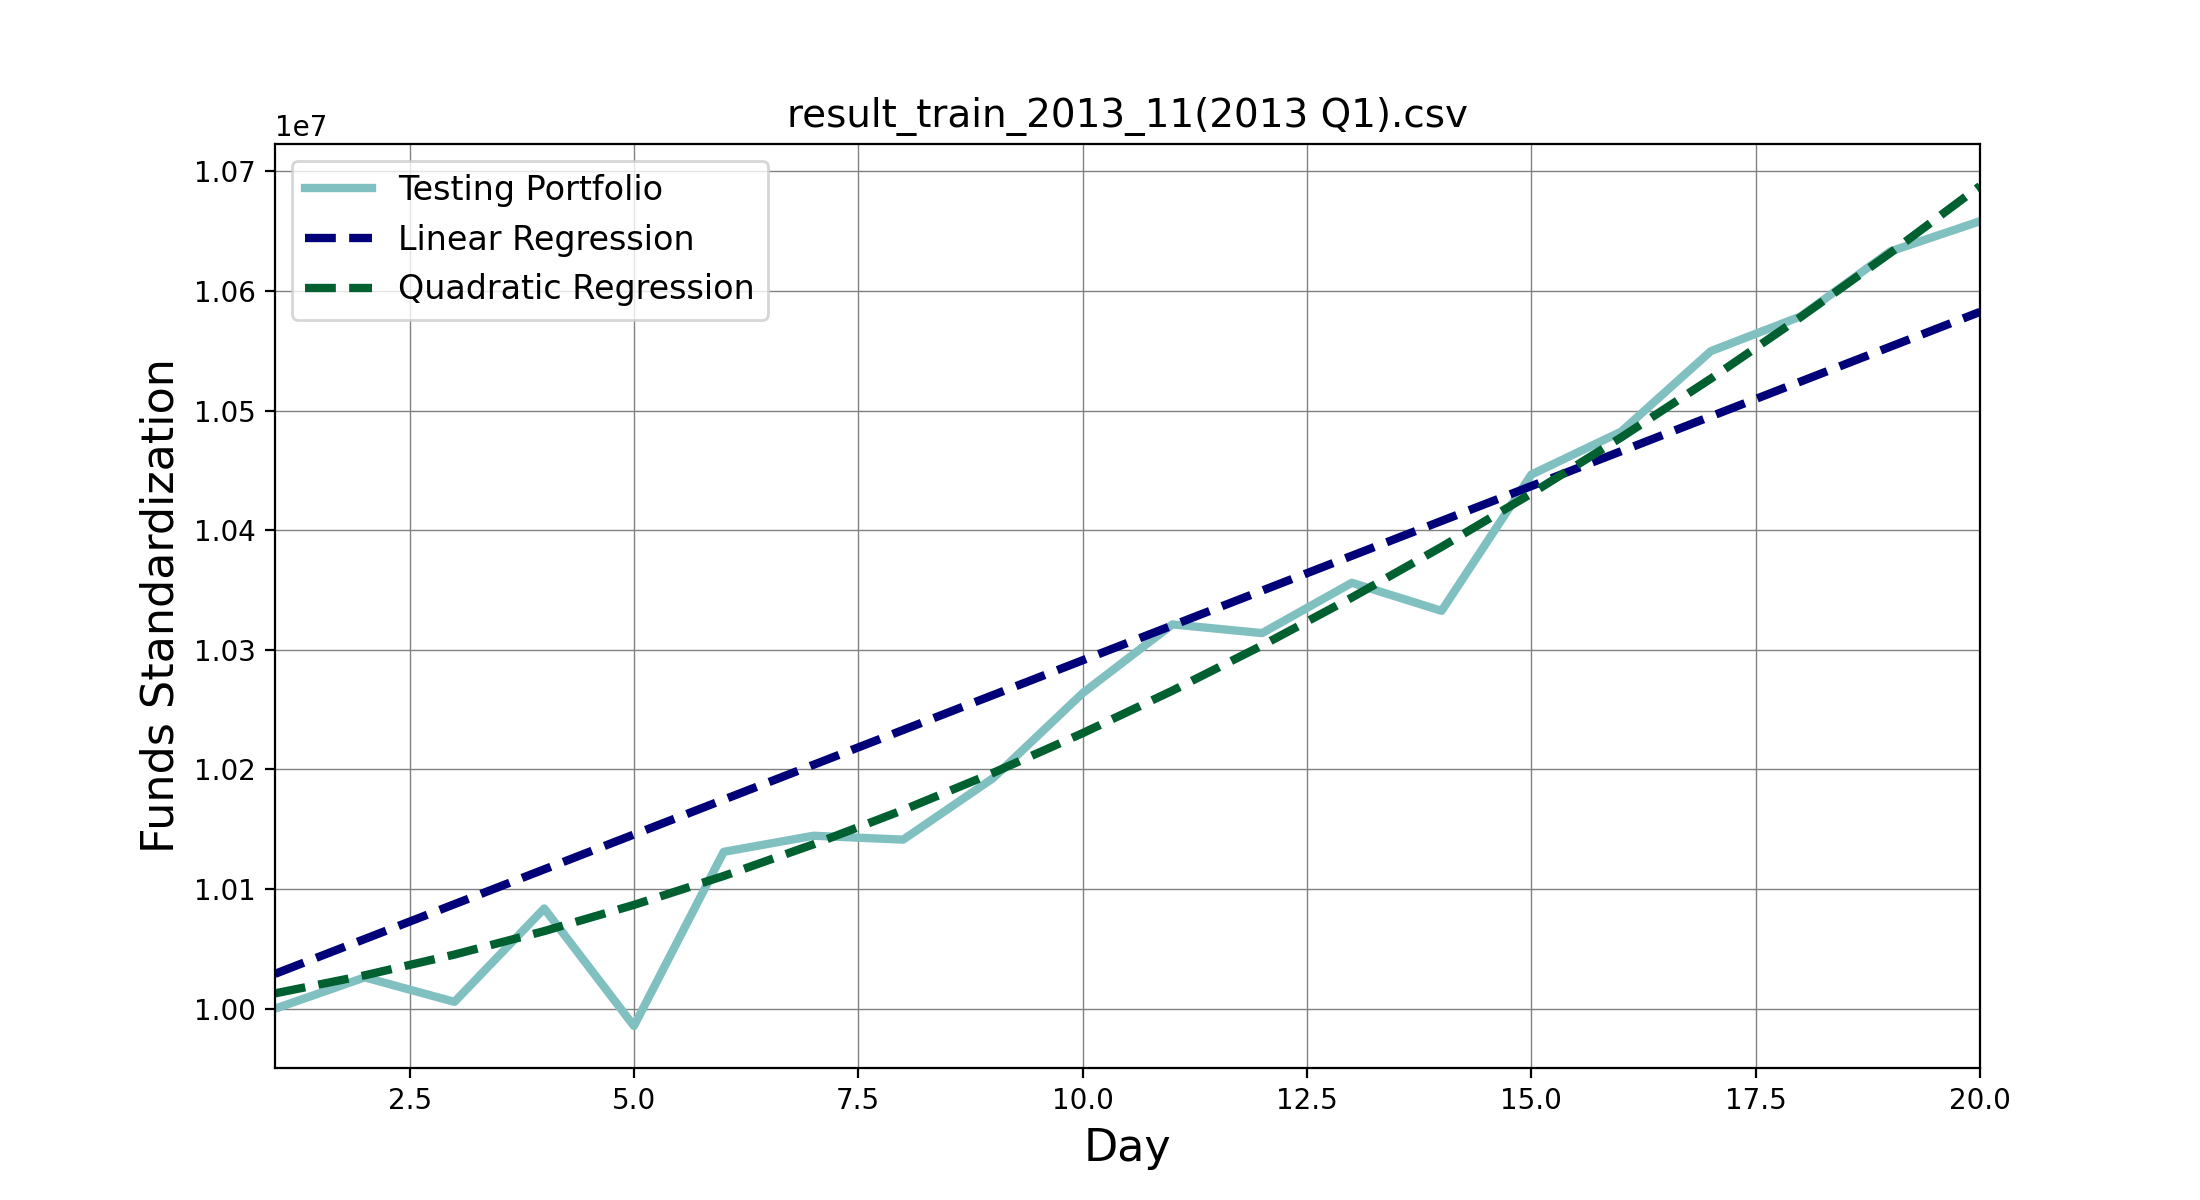 result_train_2013_11(2013 Q1).csv
1e7
1.07
1.06
1.05
1.04
1.03
1.02
1.01
1.00
Funds Standardization
Testing Portfolio
Linear Regression
Quadratic Regression
2.5 5.0 7.5 10.0 12.5 15.0 17.5 20.0
Day